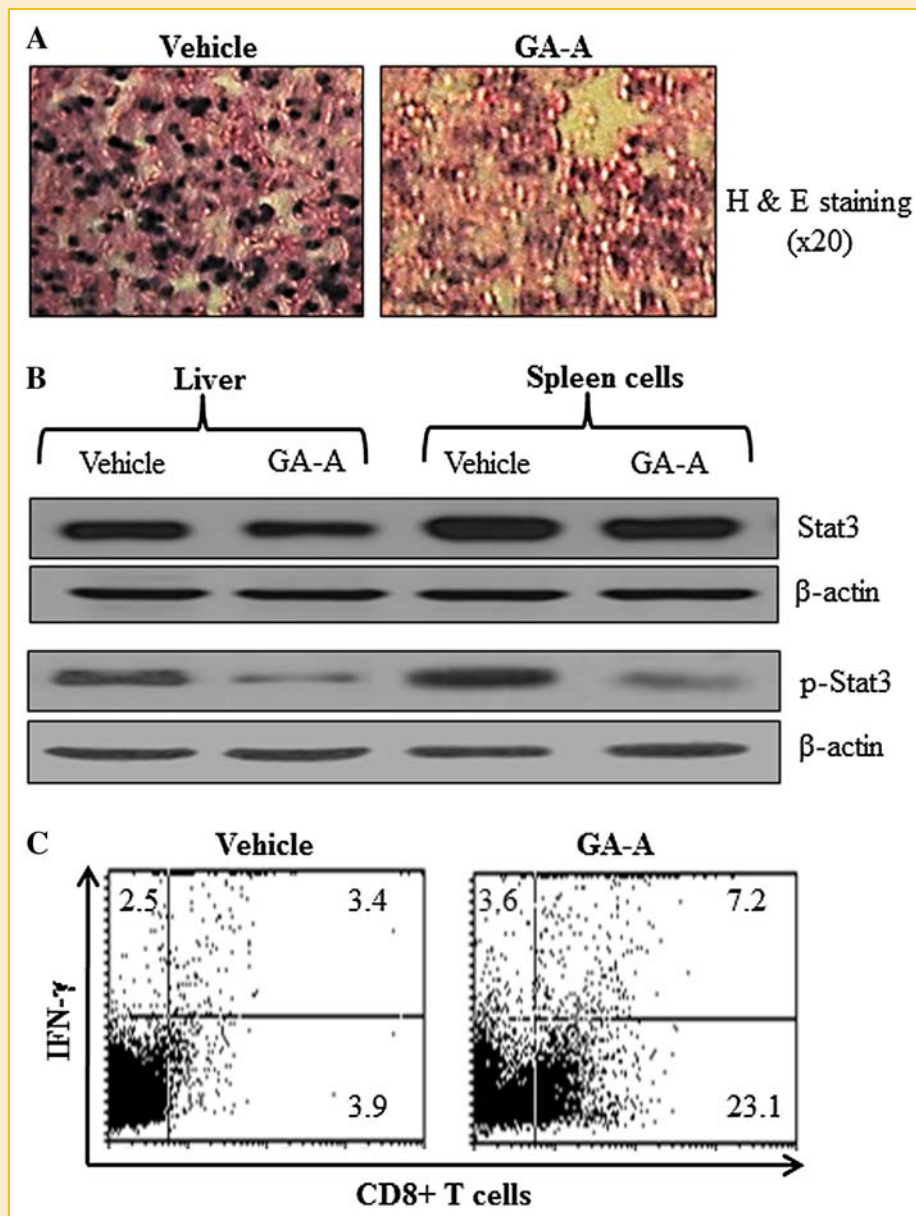 A
Vehicle GA-A
H & E staining
(x20)
B
Liver Spleen cells
Vehicle GA-A Vehicle GA-A
Stat3
β-actin
p-Stat3
β-actin
C
Vehicle GA-A
2.5 3.4 3.6 7.2
IFN-γ
3.9 23.1
CD8+ T cells